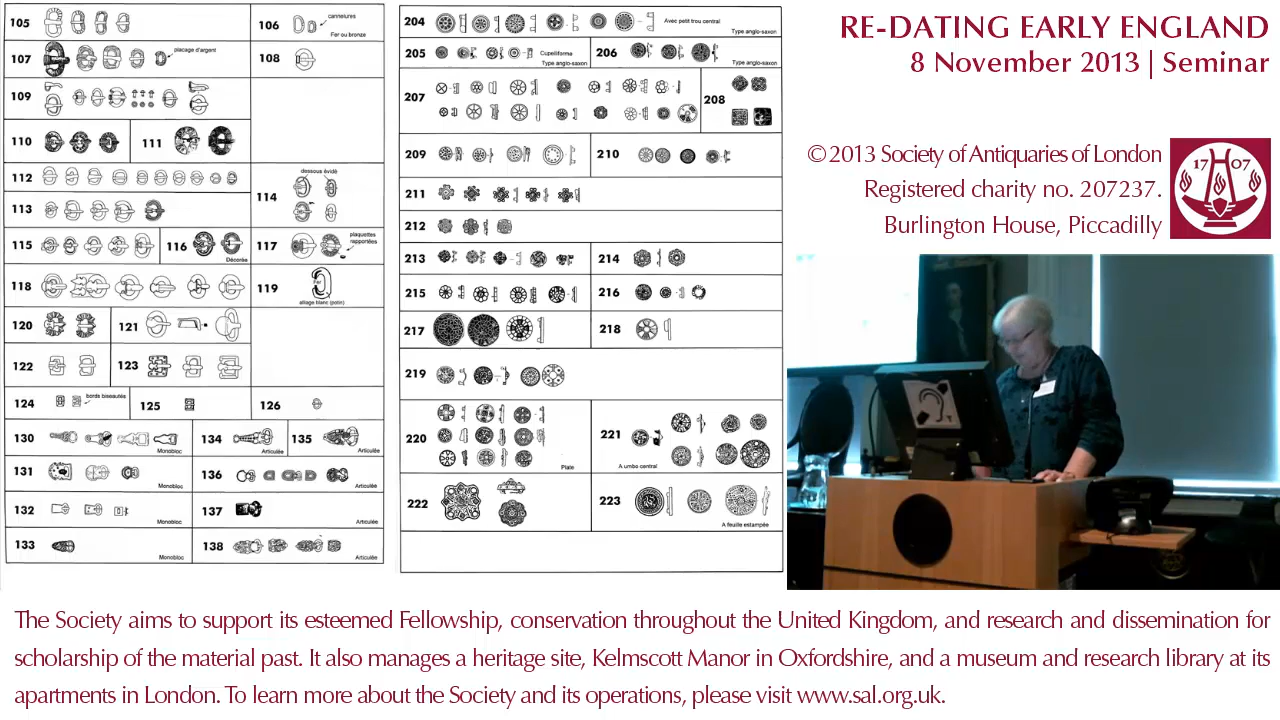 105
106
cannelures
Fer ou bronze
107
placage d'argent
108
109
110
111
112
113
114
dessous évidé
115
116
Décorée
117
plaquettes
rapportées
118
119
Fer
alliage blanc (potin)
120
121
122
123
124
bords biseautés
125
126
130
Monobloc
134
Articulée
135
Articulée
131
Monobloc
136
Articulée
132
Monobloc
137
Articulée
133
Monobloc
138
Articulée
204
Avec petit trou central
Type anglo-saxon
205
Cupelliforme
Type anglo-saxon
206
Type anglo-saxon
207
208
209
210
211
212
213
214
215
216
217
218
219
220
Plate
221
A umbo central
222
223
A feuille estampée
RE-DATING EARLY ENGLAND
8 November 2013 | Seminar
© 2013 Society of Antiquaries of London
Registered charity no. 207237.
Burlington House, Piccadilly
17 07
The Society aims to support its esteemed Fellowship, conservation throughout the United Kingdom, and research and dissemination for
scholarship of the material past. It also manages a heritage site, Kelmscott Manor in Oxfordshire, and a museum and research library at its
apartments in London. To learn more about the Society and its operations, please visit www.sal.org.uk.